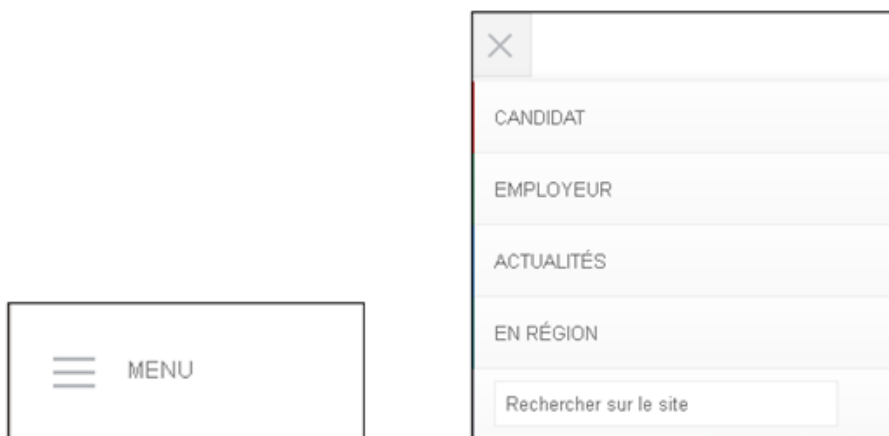 MENU
CANDIDAT
EMPLOYEUR
ACTUALITÉS
EN RÉGION
Rechercher sur le site